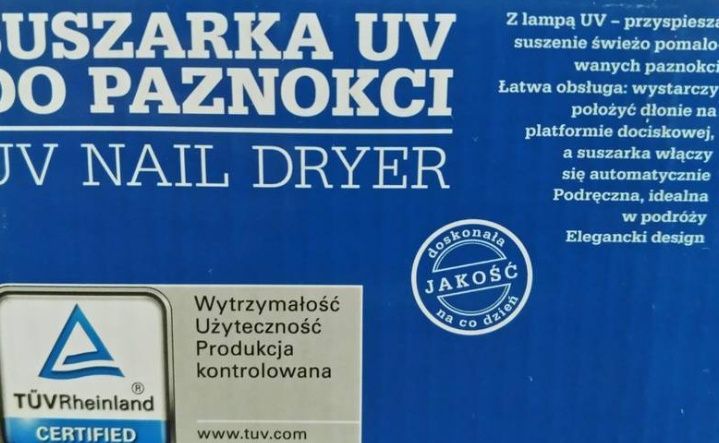 SUSZARKA UV
DO PAZNOKCI
UV NAIL DRYER
Z lampą UV – przyspiesza
suszenie świeżo pomalo
wanych paznokci
Łatwa obsługa: wystarczy
położyć dłonie na
platformie dociskowej,
a suszarka włączy
się automatycznie
Podręczna, idealna
w podróży
Elegancki design
doskonała
JAKOŚĆ
na co dzień
Wytrzymałość
Użyteczność
Produkcja
kontrolowana
www.tuv.com
®
TÜVRheinland
CERTIFIED